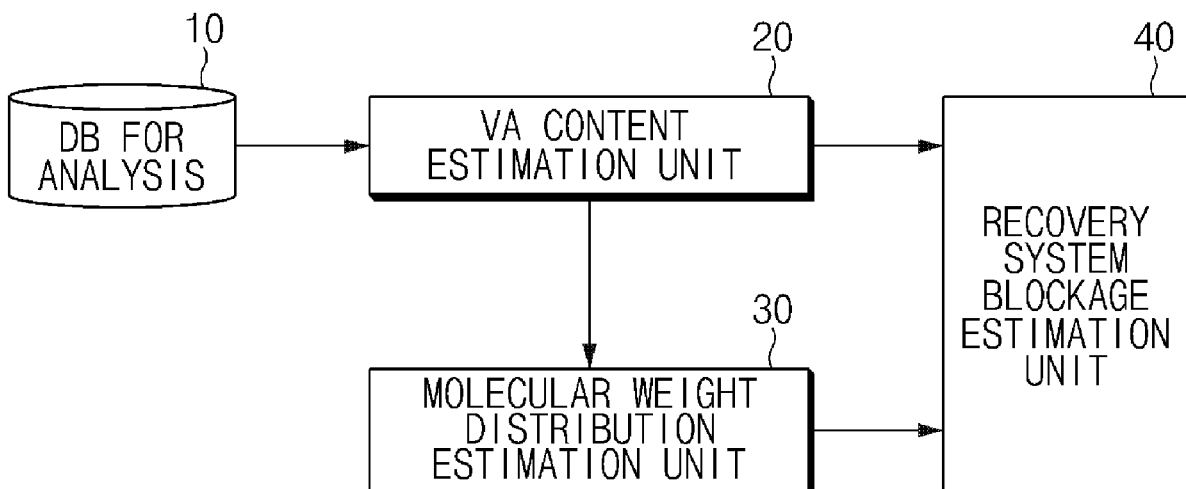 10
DB FOR
ANALYSIS
20
VA CONTENT
ESTIMATION UNIT
30
MOLECULAR WEIGHT
DISTRIBUTION
ESTIMATION UNIT
40
RECOVERY
SYSTEM
BLOCKAGE
ESTIMATION
UNIT